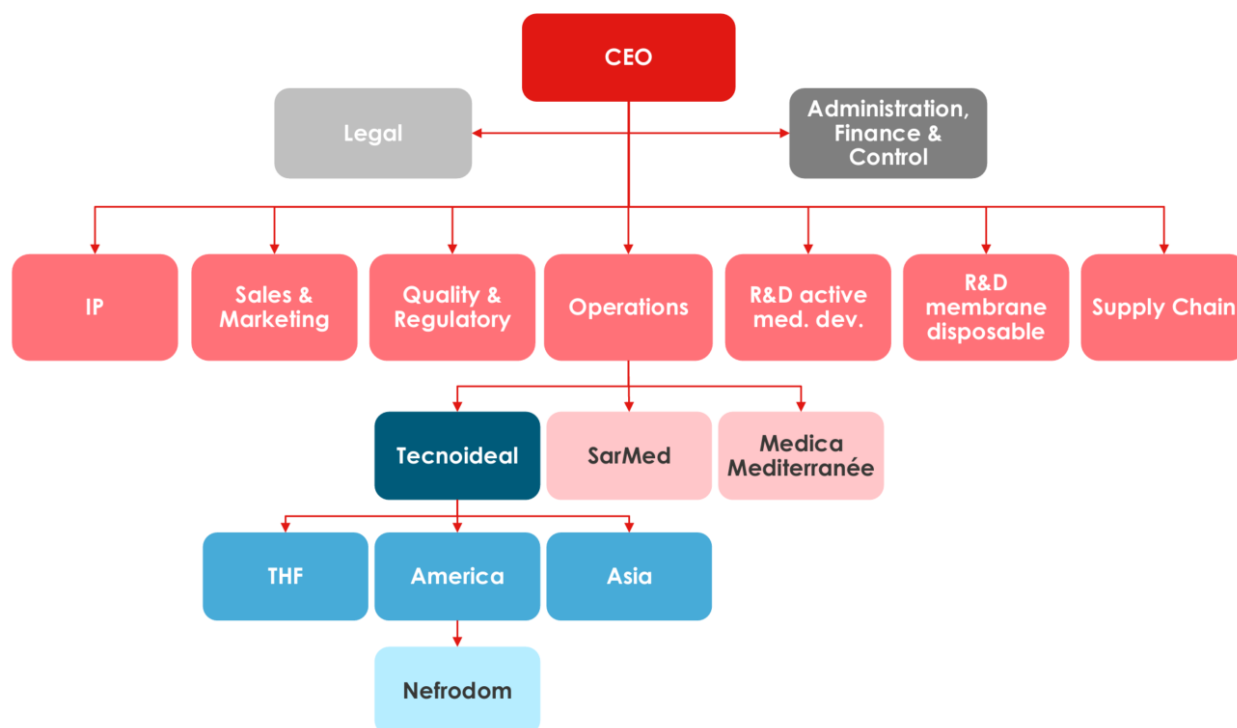 CEO
Legal
Administration,
Finance &
Control
IP
Sales &
Marketing
Quality &
Regulatory
Operations
R&D active
med. dev.
R&D
membrane
disposable
Supply Chain
Tecnoideal
SarMed
Medica
Mediterranée
THF
America
Asia
Nefrodom